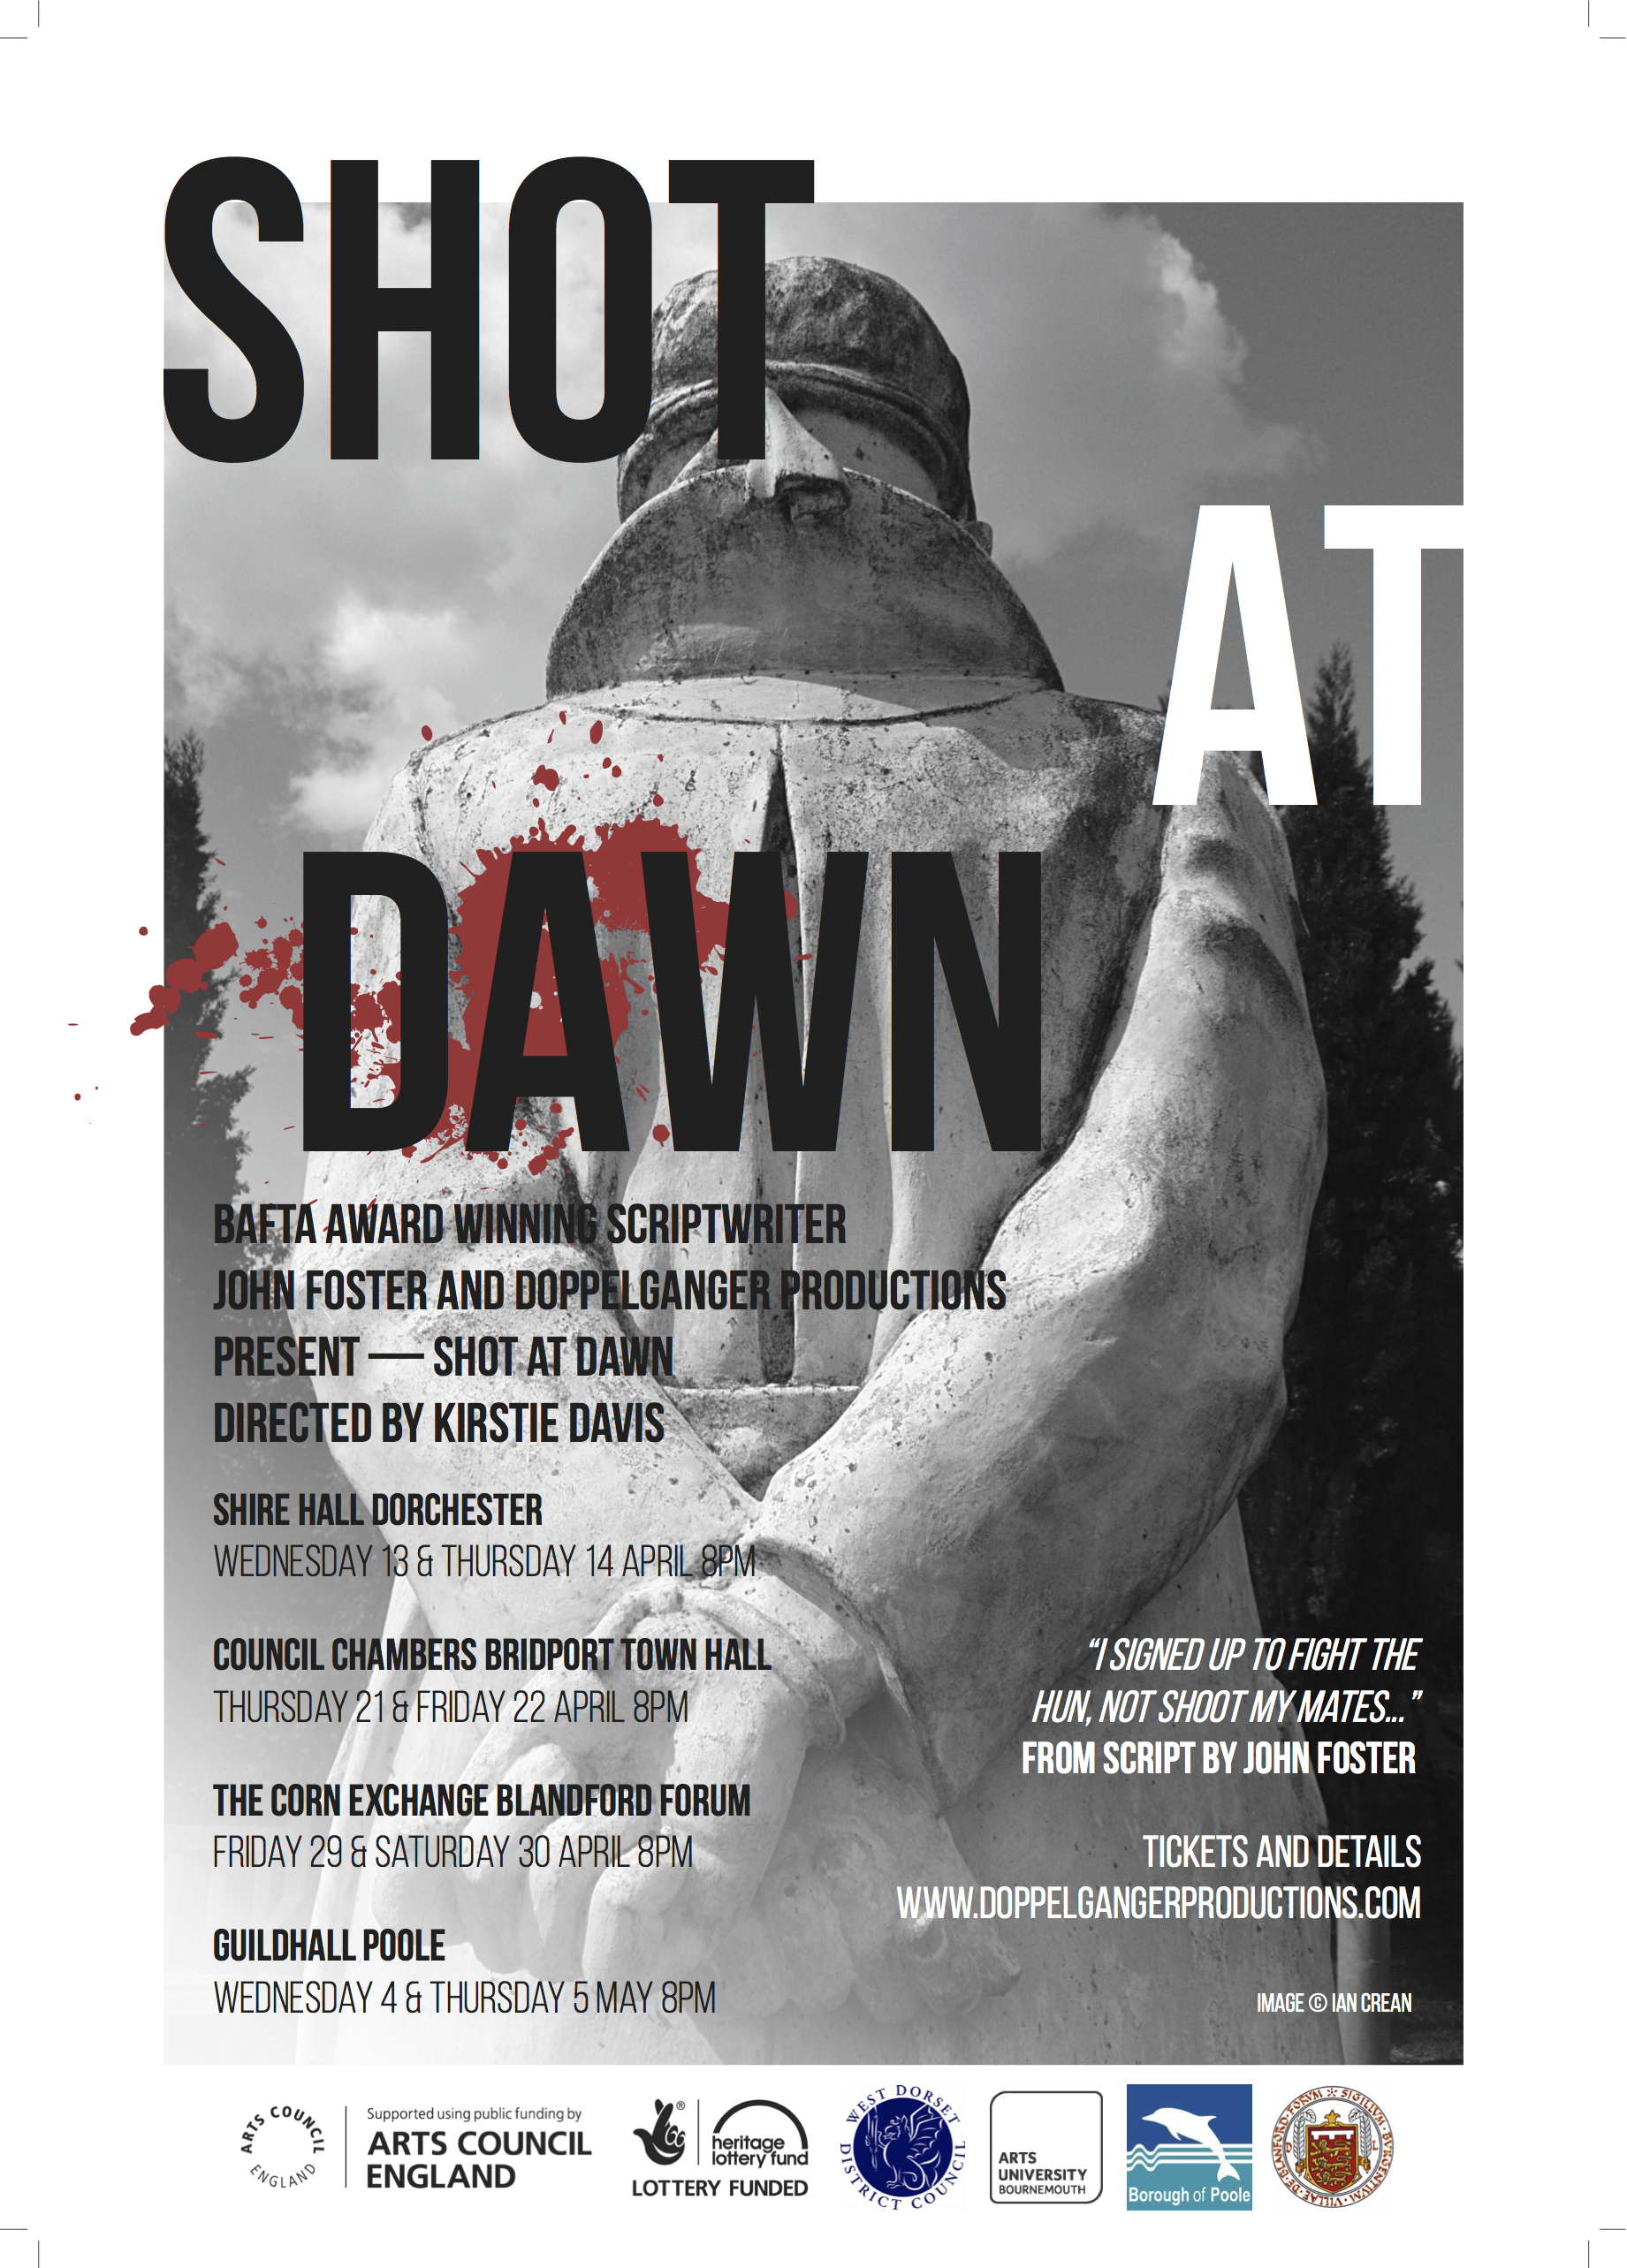 SHOT
AT
DAWN
BAFTA AWARD WINNING SCRIPTWRITER
JOHN FOSTER AND DOPPELGANGER PRODUCTIONS
PRESENT — SHOT AT DAWN
DIRECTED BY KIRSTIE DAVIS
SHIRE HALL DORCHESTER
WEDNESDAY 13 & THURSDAY 14 APRIL 8PM
COUNCIL CHAMBERS BRIDPORT TOWN HALL
THURSDAY 21 & FRIDAY 22 APRIL 8PM
THE CORN EXCHANGE BLANDFORD FORUM
FRIDAY 29 & SATURDAY 30 APRIL 8PM
GUILDHALL POOLE
WEDNESDAY 4 & THURSDAY 5 MAY 8PM
“I SIGNED UP TO FIGHT THE
HUN, NOT SHOOT MY MATES...”
FROM SCRIPT BY JOHN FOSTER
TICKETS AND DETAILS
WWW.DOPPELGANGERPRODUCTIONS.COM
IMAGE © IAN CREAN
ARTS COUNCIL ENGLAND
Supported using public funding by
ARTS COUNCIL
ENGLAND
®
heritage
lottery fund
LOTTERY FUNDED
WEST DORSET DISTRICT COUNCIL
ARTS
UNIVERSITY
BOURNEMOUTH
Borough of Poole
SIGILVM
VILLAE DE BLANFORD FORVM